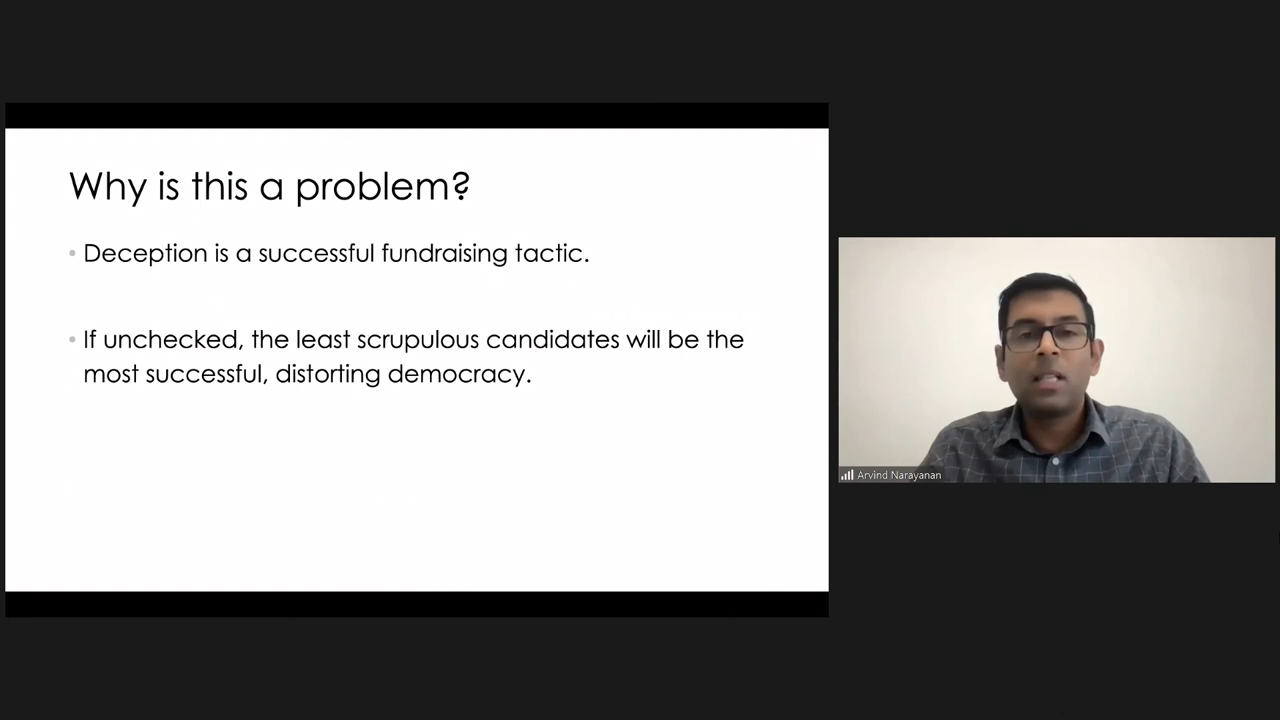 Why is this a problem?
• Deception is a successful fundraising tactic.
• If unchecked, the least scrupulous candidates will be the
most successful, distorting democracy.
Arvind Narayanan